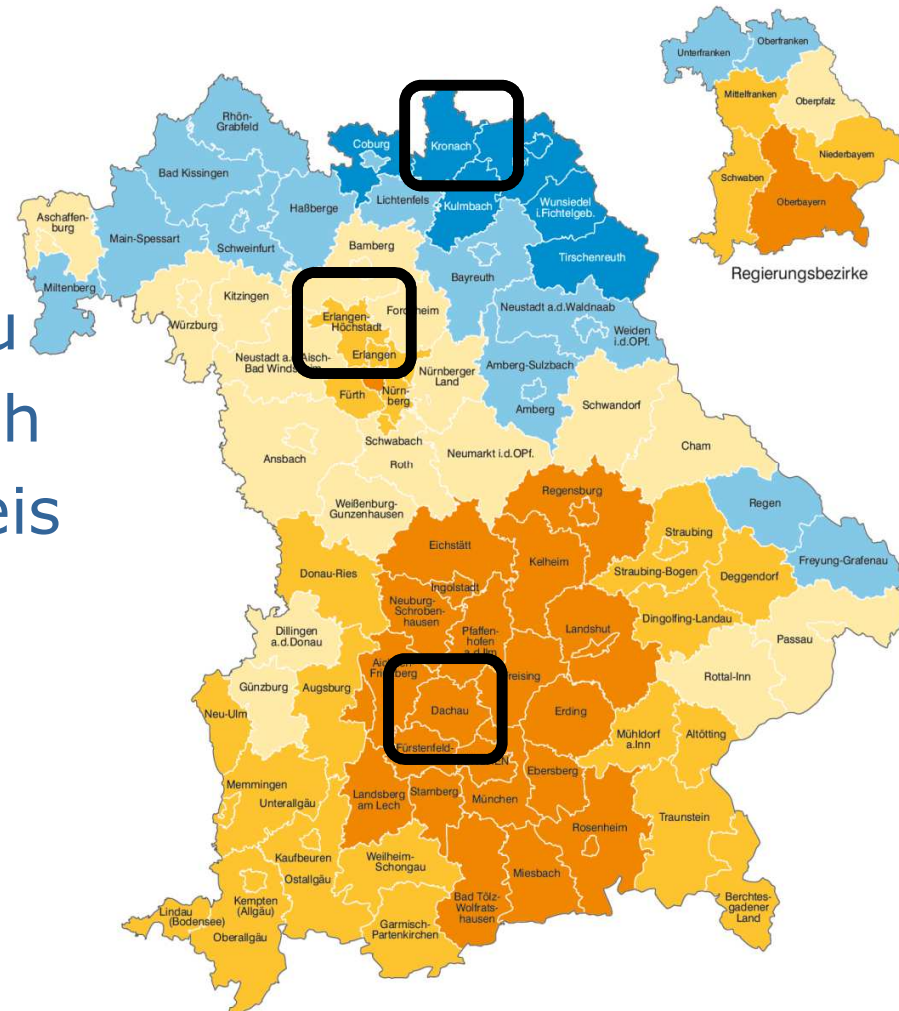 Unterfranken
Oberfranken
Mittelfranken
Oberpfalz
Niederbayern
Schwaben
Oberbayern
Regierungsbezirke
Rhön-
Grabfeld
Coburg
Kronach
Bad Kissingen
Lichtenfels
Kulmbach
Wunsiedel
i.Fichtelgeb.
Haßberge
Aschaffen-
burg
Main-Spessart
Schweinfurt
Bamberg
Tirschenreuth
Bayreuth
Miltenberg
Kitzingen
Würzburg
Erlangen-
Höchstadt
Neustadt a.d.Waldnaab
Weiden
i.d.OPf.
Erlangen
Amberg-Sulzbach
Nürnberger
Land
Fürth
Nürn-
berg
Amberg
Schwandorf
Schwabach
Ansbach
Roth
Neumarkt i.d.OPf.
Cham
Weißenburg-
Gunzenhausen
Regensburg
Regen
Straubing
Eichstätt
Kelheim
Freyung-Grafenau
Donau-Ries
Straubing-Bogen
Deggendorf
Ingolstadt
Neuburg-
Schroben-
hausen
Dingolfing-Landau
Landshut
Dillingen
a.d.Donau
Pfaffen-
hofen
a.d.Ilm
Passau
Rottal-Inn
Günzburg
Augsburg
Neu-Ulm
Dachau
Erding
Mühldorf
a.Inn
Altötting
Fürstenfeld-
Ebersberg
Memmingen
Landsberg
am Lech
Starnberg
München
Unterallgäu
Traunstein
Rosenheim
Kaufbeuren
Weilheim-
Schongau
Ostallgäu
Miesbach
Kempten
(Allgäu)
Bad Tölz-
Wolfrats-
hausen
Berchtes-
gadener
Land
Lindau
(Bodensee)
Oberallgäu
Garmisch-
Partenkirchen
u
h
eis